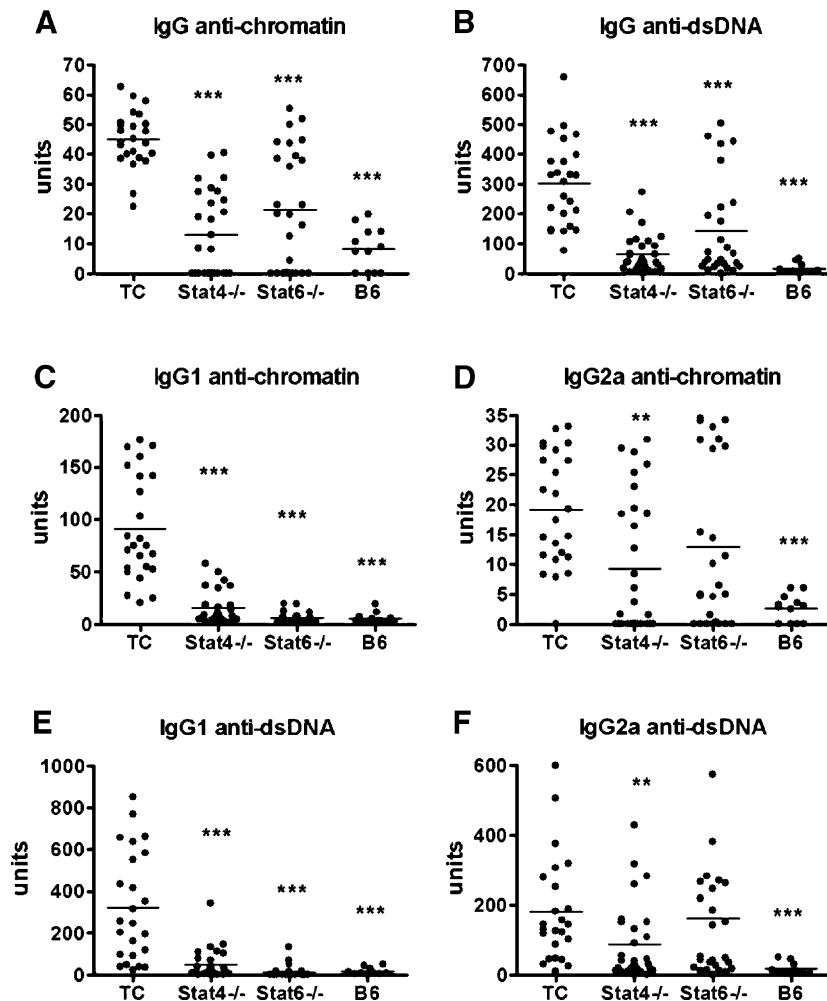 A IgG anti-chromatin
units
70
60
50
40
30
20
10
0
*** *** ***
TC Stat4-/- Stat6-/- B6
B IgG anti-dsDNA
units
700
600
500
400
300
200
100
0
*** *** ***
TC Stat4-/- Stat6-/- B6
C IgG1 anti-chromatin
units
200
150
100
50
0
*** *** ***
TC Stat4-/- Stat6-/- B6
D IgG2a anti-chromatin
units
35
30
25
20
15
10
5
0
** ***
TC Stat4-/- Stat6-/- B6
E IgG1 anti-dsDNA
units
1000
800
600
400
200
0
*** *** ***
TC Stat4-/- Stat6-/- B6
F IgG2a anti-dsDNA
units
600
400
200
0
** ***
TC Stat4-/- Stat6-/- B6